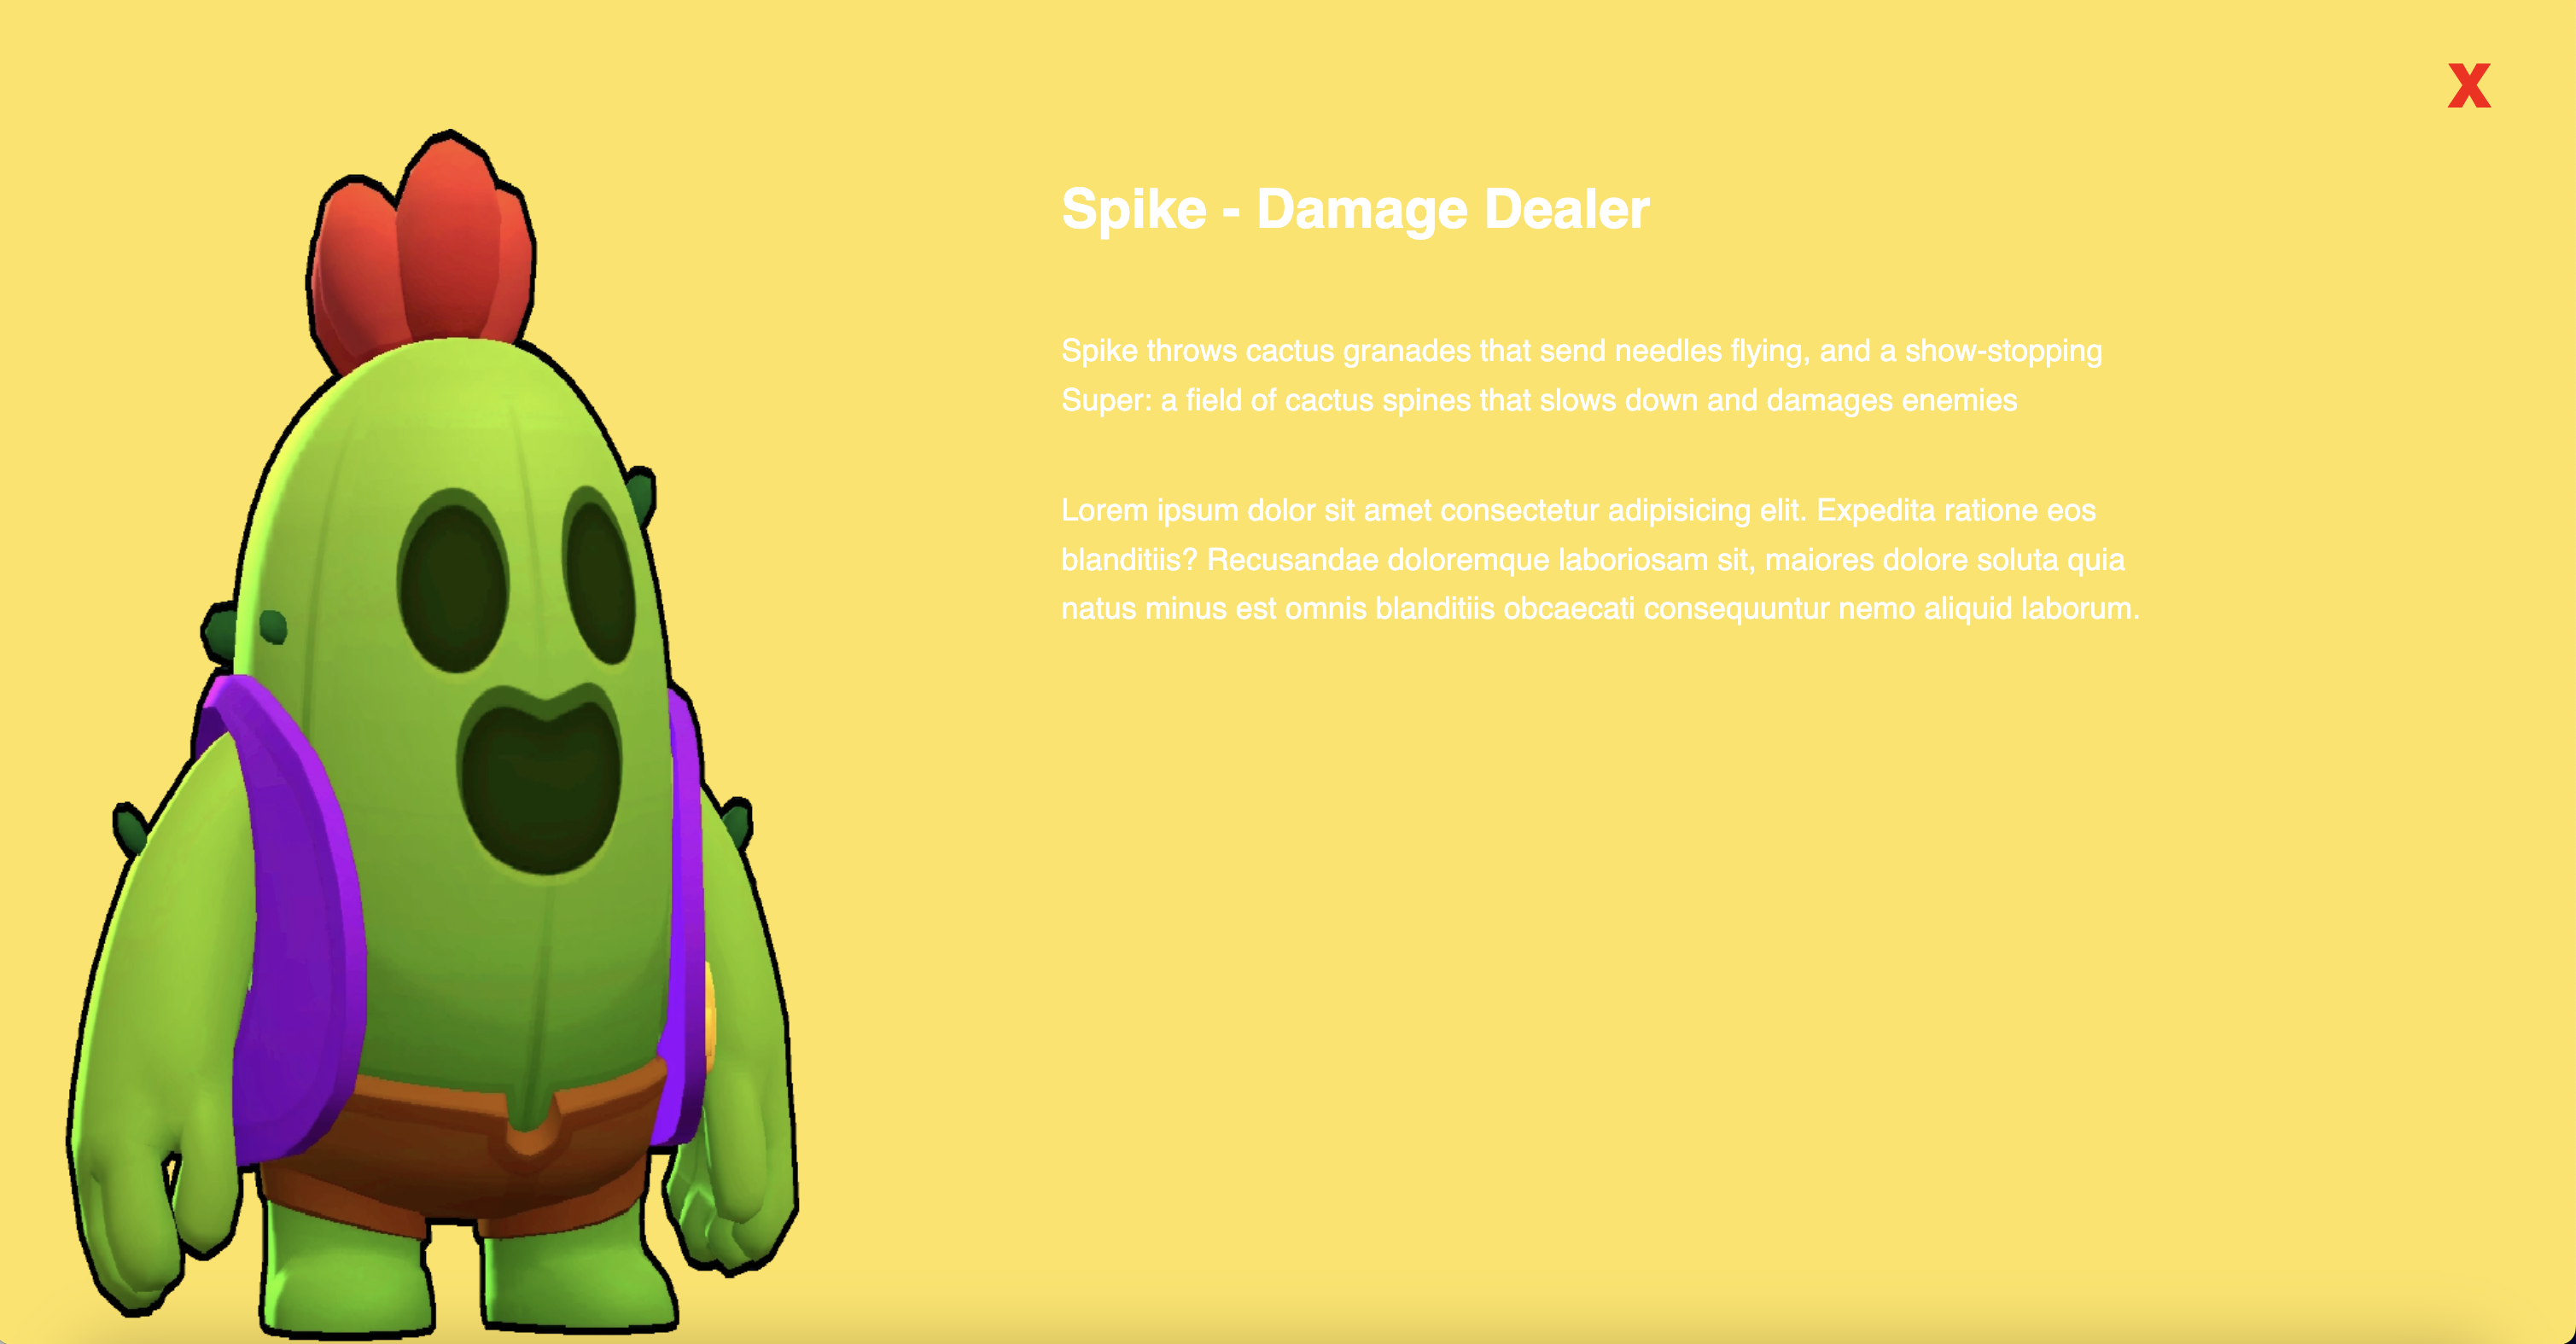 X
Spike - Damage Dealer
Spike throws cactus granades that send needles flying, and a show-stopping
Super: a field of cactus spines that slows down and damages enemies
Lorem ipsum dolor sit amet consectetur adipisicing elit. Expedita ratione eos
blanditiis? Recusandae doloremque laboriosam sit, maiores dolore soluta quia
natus minus est omnis blanditiis obcaecati consequuntur nemo aliquid laborum.